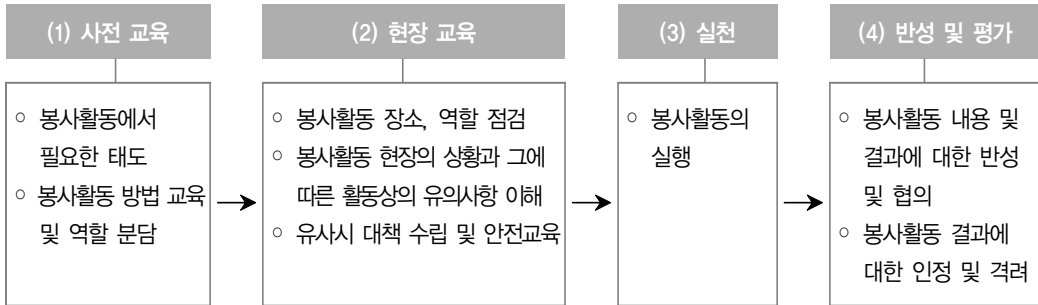 (1) 사전 교육
○ 봉사활동에서
필요한 태도
○ 봉사활동 방법 교육
및 역할 분담
(2) 현장 교육
○ 봉사활동 장소, 역할 점검
○ 봉사활동 현장의 상황과 그에
따른 활동상의 유의사항 이해
○ 유사시 대책 수립 및 안전교육
(3) 실천
○ 봉사활동의
실행
(4) 반성 및 평가
○ 봉사활동 내용 및
결과에 대한 반성
및 협의
○ 봉사활동 결과에
대한 인정 및 격려